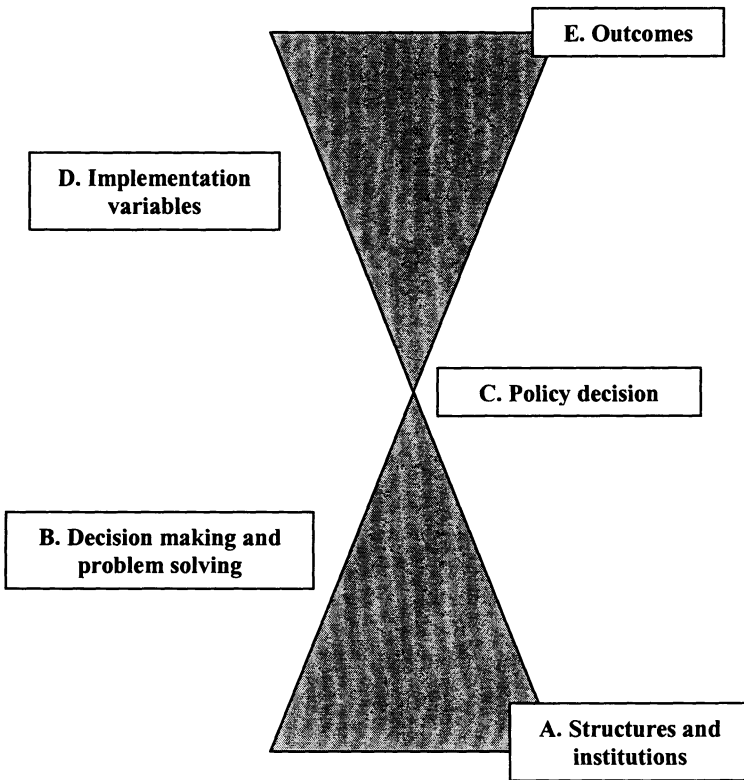 E. Outcomes
D. Implementation
variables
C. Policy decision
B. Decision making and
problem solving
A. Structures and
institutions